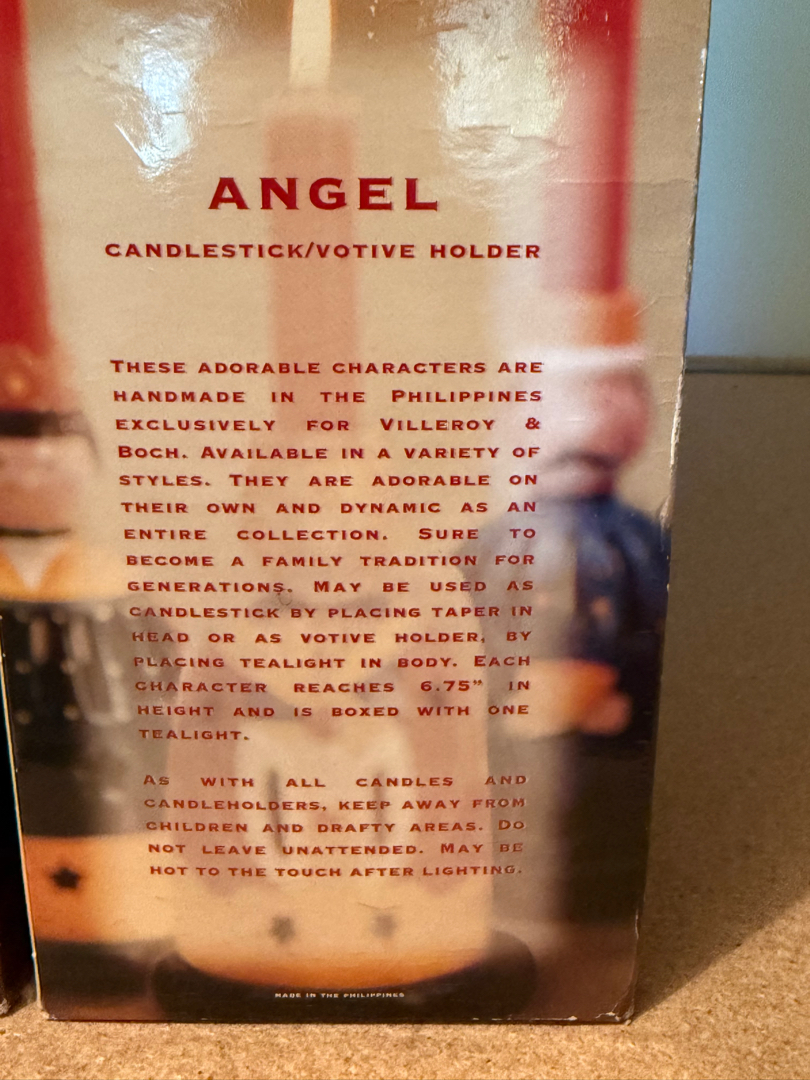 ANGEL
CANDLESTICK/VOTIVE HOLDER
THESE ADORABLE CHARACTERS ARE
HANDMADE IN THE PHILIPPINES
EXCLUSIVELY FOR VILLEROY &
BOCH. AVAILABLE IN A VARIETY OF
STYLES. THEY ARE ADORABLE ON
THEIR OWN AND DYNAMIC AS AN
ENTIRE COLLECTION. SURE TO
BECOME A FAMILY TRADITION FOR
GENERATIONS. MAY BE USED AS
CANDLESTICK BY PLACING TAPER IN
HEAD OR AS VOTIVE HOLDER, BY
PLACING TEALIGHT IN BODY. EACH
CHARACTER REACHES 6.75" IN
HEIGHT AND IS BOXED WITH ONE
TEALIGHT.
AS WITH ALL CANDLES AND
CANDLEHOLDERS, KEEP AWAY FROM
CHILDREN AND DRAFTY AREAS. DO
NOT LEAVE UNATTENDED. MAY BE
HOT TO THE TOUCH AFTER LIGHTING.
MADE IN THE PHILIPPINES